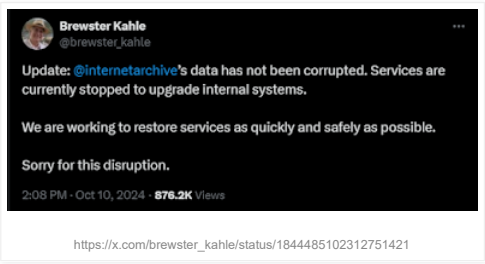 Brewster Kahle
@brewster_kahle
Update: @internetarchive's data has not been corrupted. Services are
currently stopped to upgrade internal systems.
We are working to restore services as quickly and safely as possible.
Sorry for this disruption.
2:08 PM · Oct 10, 2024 · 876.2K Views
https://x.com/brewster_kahle/status/1844485102312751421